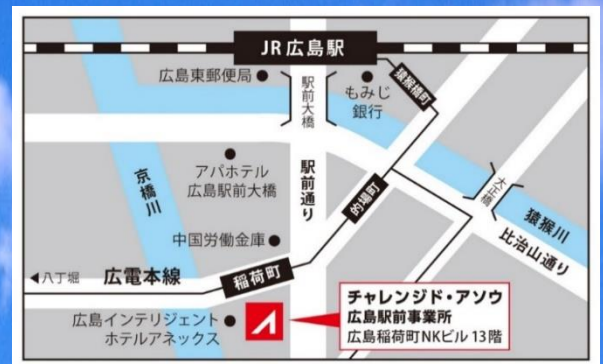 JR広島駅
広島東郵便局
駅前大橋
もみじ
銀行
猿猴橋町
アパホテル
広島駅前大橋
駅前通り
京橋川
的場町
大正橋
猿猴川
比治山通り
中国労働金庫
八丁堀
広電本線
稲荷町
チャレンジド・アソウ
広島駅前事業所
広島稲荷町NKビル 13階
広島インテリジェント
ホテルアネックス